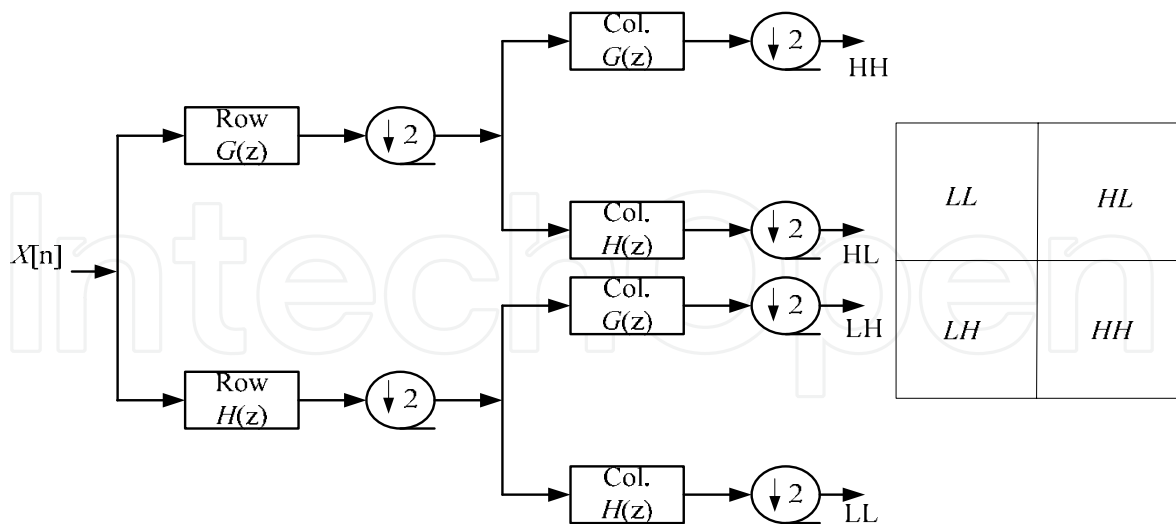 Col.
G(z)
↓ 2
HH
Row
G(z)
↓ 2
Col.
H(z)
↓ 2
HL
X[n]
Col.
G(z)
↓ 2
LH
Row
H(z)
↓ 2
Col.
H(z)
↓ 2
LL
LL
HL
LH
HH
IntechOpen